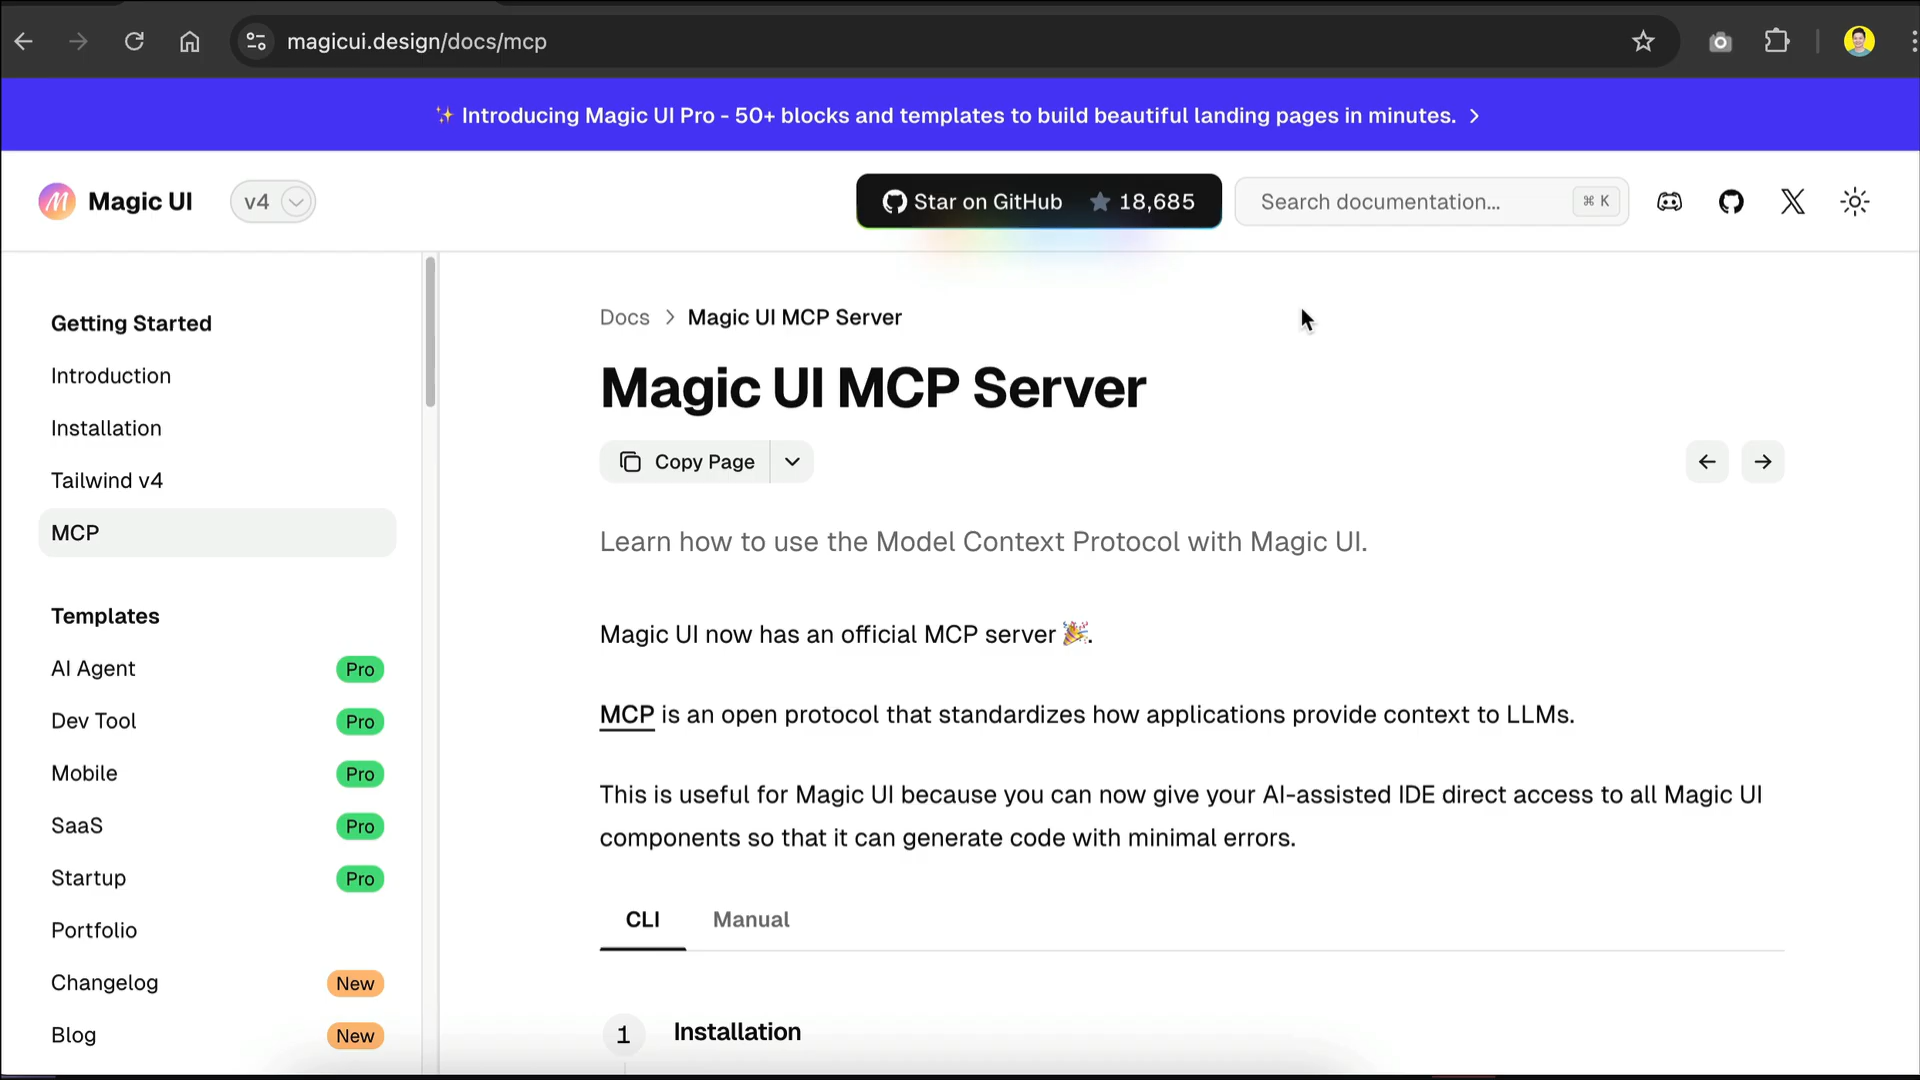 magicui.design/docs/mcp
✨ Introducing Magic UI Pro - 50+ blocks and templates to build beautiful landing pages in minutes.
Magic UI
v4
Star on GitHub 18,685
Search documentation...
⌘ K
Getting Started
Introduction
Installation
Tailwind v4
MCP
Templates
AI Agent Pro
Dev Tool Pro
Mobile Pro
SaaS Pro
Startup Pro
Portfolio
Changelog New
Blog New
Docs > Magic UI MCP Server
Magic UI MCP Server
Copy Page
Learn how to use the Model Context Protocol with Magic UI.
Magic UI now has an official MCP server 🎉.
MCP is an open protocol that standardizes how applications provide context to LLMs.
This is useful for Magic UI because you can now give your AI-assisted IDE direct access to all Magic UI
components so that it can generate code with minimal errors.
CLI Manual
1 Installation